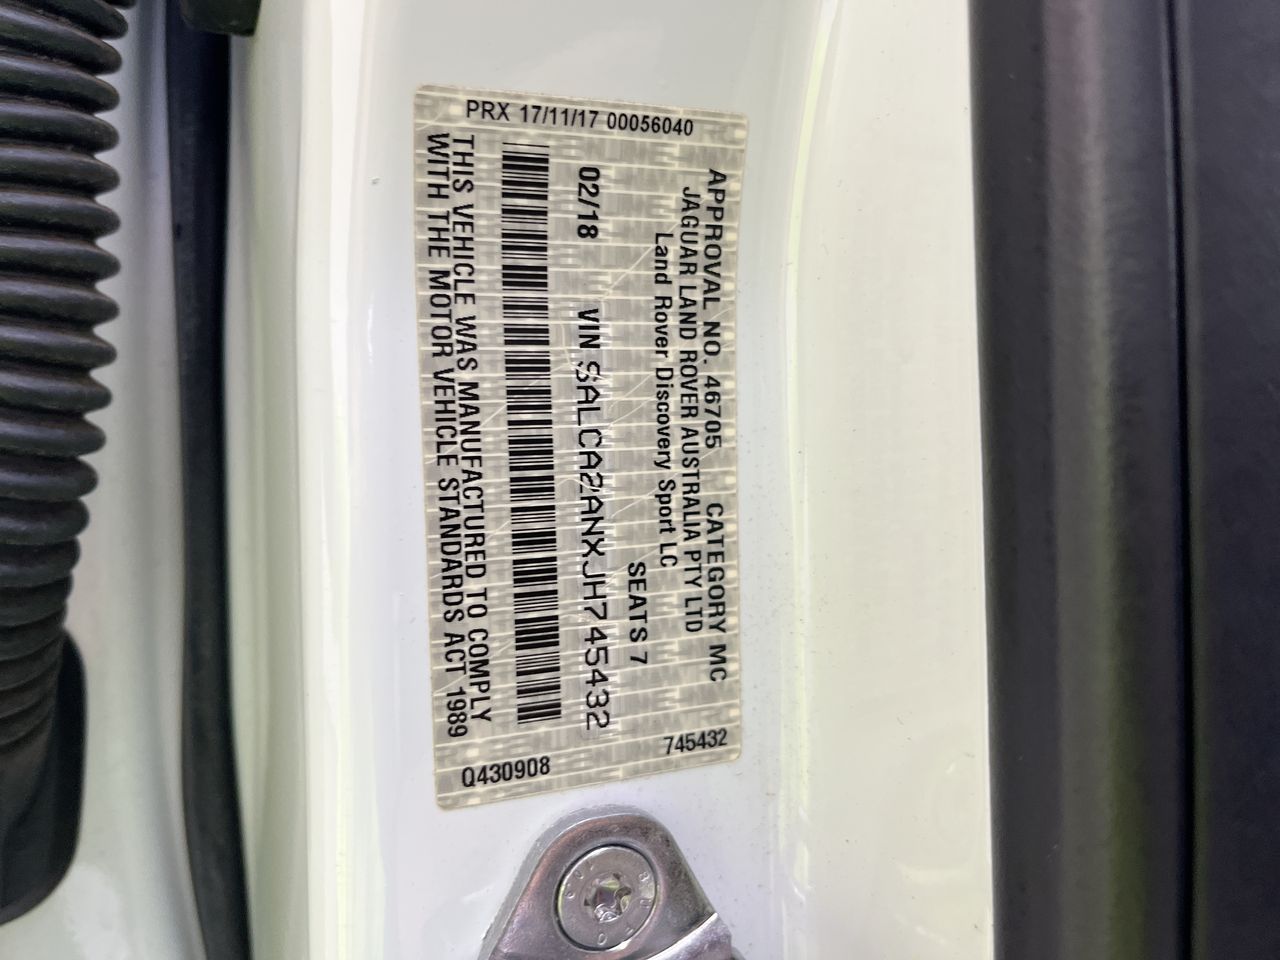 PRX 17/11/17 00056040
APPROVAL NO. 46705 CATEGORY MC
JAGUAR LAND ROVER AUSTRALIA PTY LTD
Land Rover Discovery Sport LC
SEATS 7
02/18 VIN SALCA2ANXJH745432
THIS VEHICLE WAS MANUFACTURED TO COMPLY
WITH THE MOTOR VEHICLE STANDARDS ACT 1989
745432
Q430908